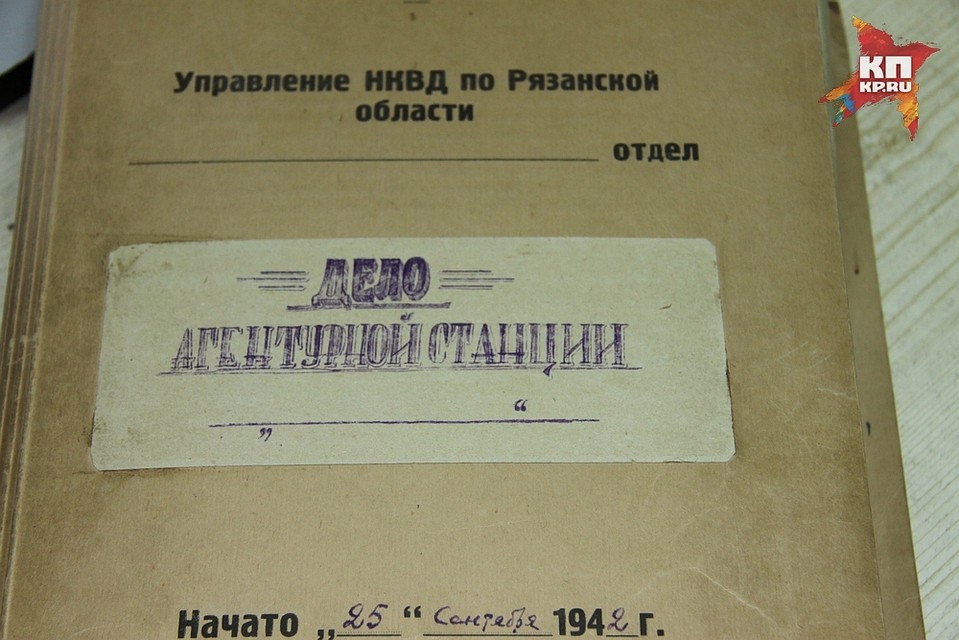 КП
KP.RU
Управление НКВД по Рязанской
области
отдел
ДЕЛО
АГЕНТУРНОЙ СТАНЦИИ
„ “
Начато „25“ Сентября 1942 г.